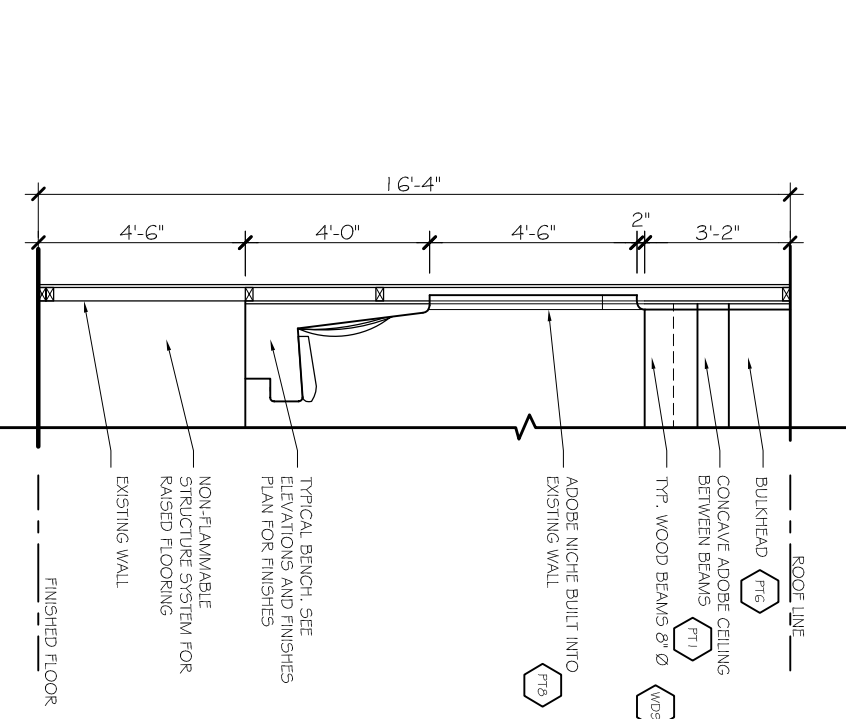 16'-4"
4'-6"
4'-0"
4'-6"
2"
3'-2"
ROOF LINE
BULKHEAD
PT6
CONCAVE ADOBE CEILING
BETWEEN BEAMS
PT1
TYP. WOOD BEAMS 8" Ø
ADOBE NICHE BUILT INTO
EXISTING WALL
PT8
TYPICAL BENCH. SEE
ELEVATIONS AND FINISHES
PLAN FOR FINISHES
NON-FLAMMABLE
STRUCTURE SYSTEM FOR
RAISED FLOORING
EXISTING WALL
FINISHED FLOOR